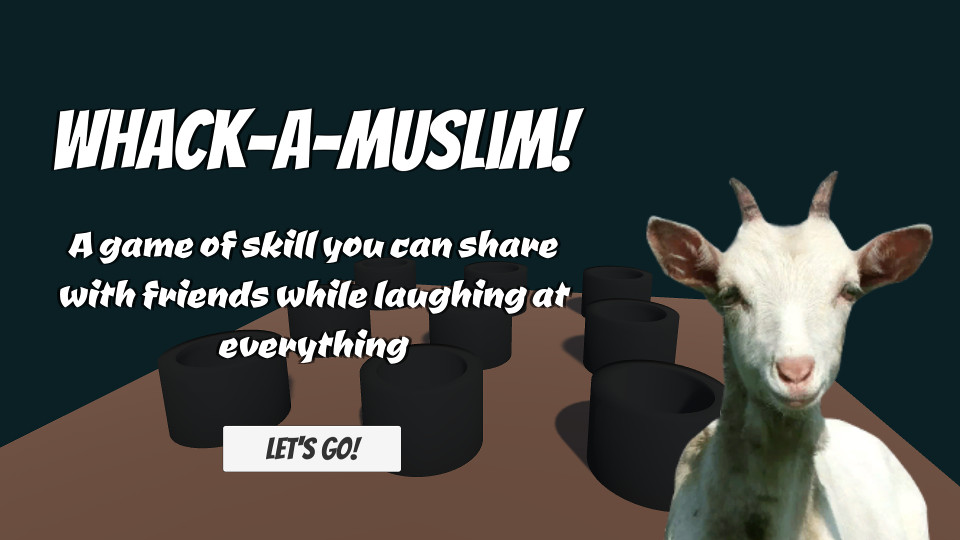 WHACK-A-MUSLIM!
A game of skill you can share
with friends while laughing at
everything
LET'S GO!